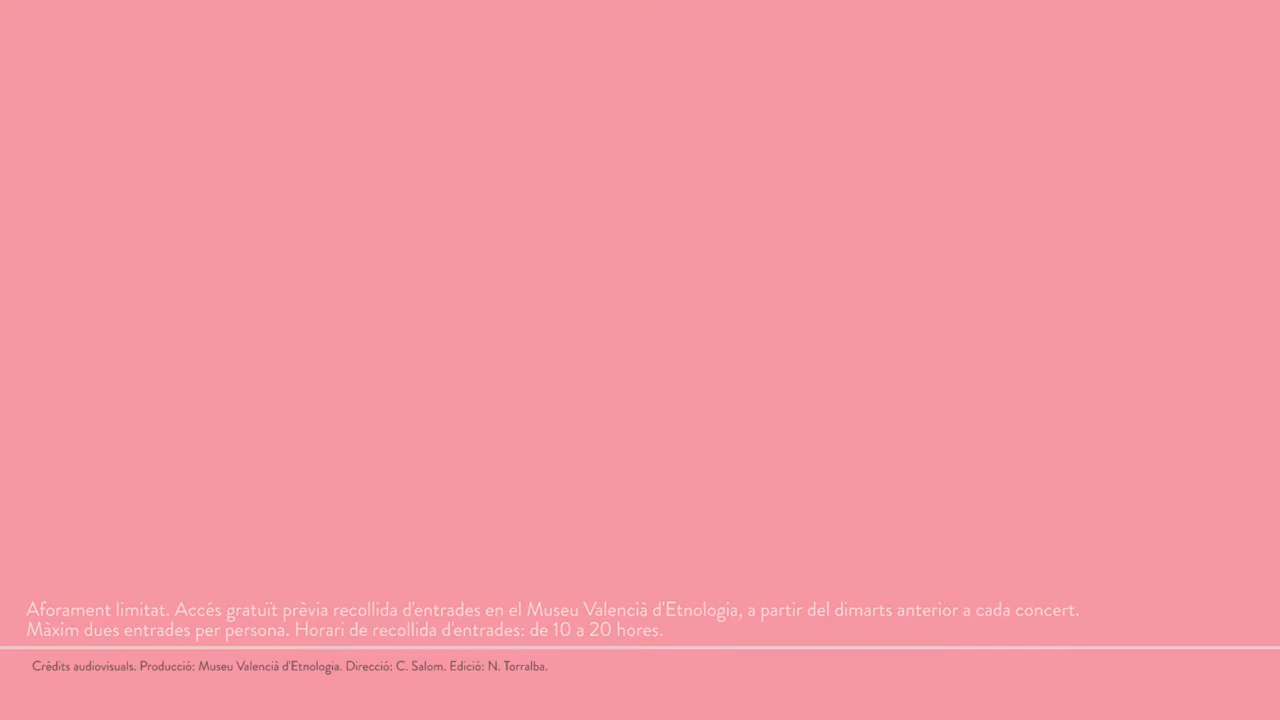 Aforament limitat. Accés gratuït prèvia recollida d'entrades en el Museu Valencià d'Etnologia, a partir del dimarts anterior a cada concert.
Màxim dues entrades per persona. Horari de recollida d'entrades: de 10 a 20 hores.
Crèdits audiovisuals. Producció: Museu Valencià d'Etnologia. Direcció: C. Salom. Edició: N. Torralba.